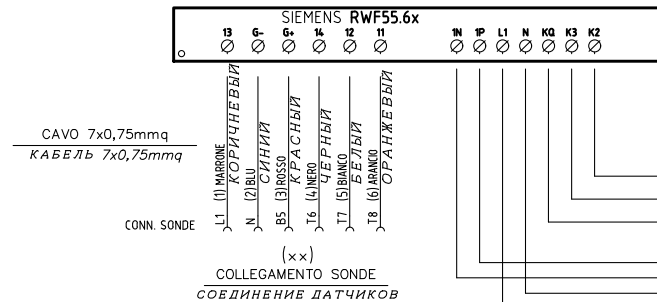 SIEMENS RWF55.6x
13 G- G+ 14 12 11 1N 1P L1 N KQ K3 K2
CAVO 7x0,75mmq
КАБЕЛЬ 7x0,75mmq
L1 (1) MARRONE
КОРИЧНЕВЫЙ
N (2) BLU
СИНИЙ
B5 (3) ROSSO
КРАСНЫЙ
T6 (4) NERO
ЧЕРНЫЙ
T7 (5) BIANCO
БЕЛЫЙ
T8 (6) ARANCIO
ОРАНЖЕВЫЙ
CONN. SONDE
(xx)
COLLEGAMENTO SONDE
СОЕДИНЕНИЕ ДАТЧИКОВ